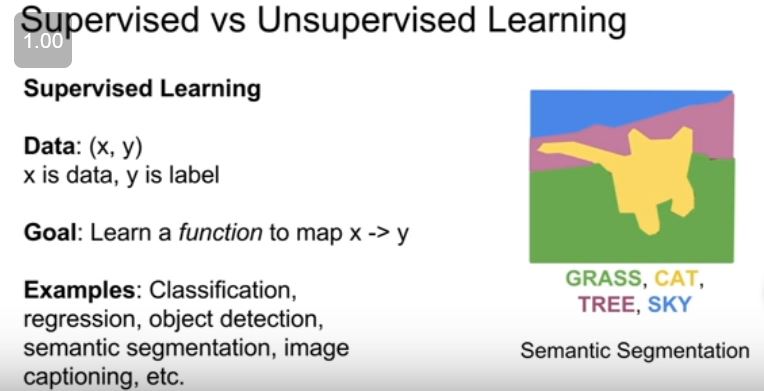 Supervised vs Unsupervised Learning
1.00
Supervised Learning
Data: (x, y)
x is data, y is label
Goal: Learn a function to map x -> y
Examples: Classification,
regression, object detection,
semantic segmentation, image
captioning, etc.
GRASS, CAT,
TREE, SKY
Semantic Segmentation